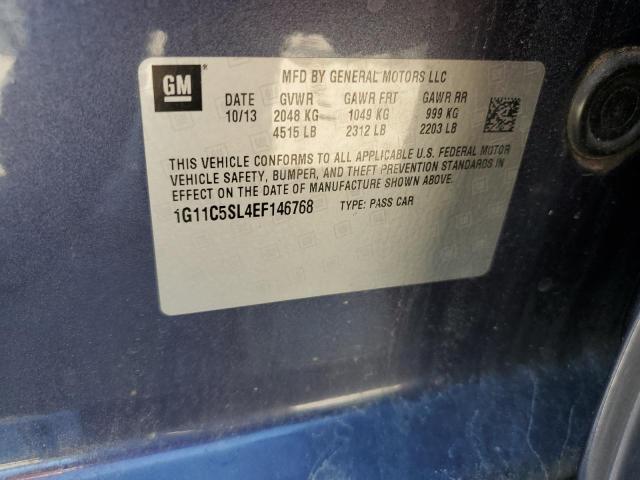 GM*
MFD BY GENERAL MOTORS LLC
DATE GVWR GAWR FRT GAWR RR
10/13 2048 KG 1049 KG 999 KG
4515 LB 2312 LB 2203 LB
THIS VEHICLE CONFORMS TO ALL APPLICABLE U.S. FEDERAL MOTOR
VEHICLE SAFETY, BUMPER, AND THEFT PREVENTION STANDARDS IN
EFFECT ON THE DATE OF MANUFACTURE SHOWN ABOVE.
1G11C5SL4EF146768 TYPE: PASS CAR